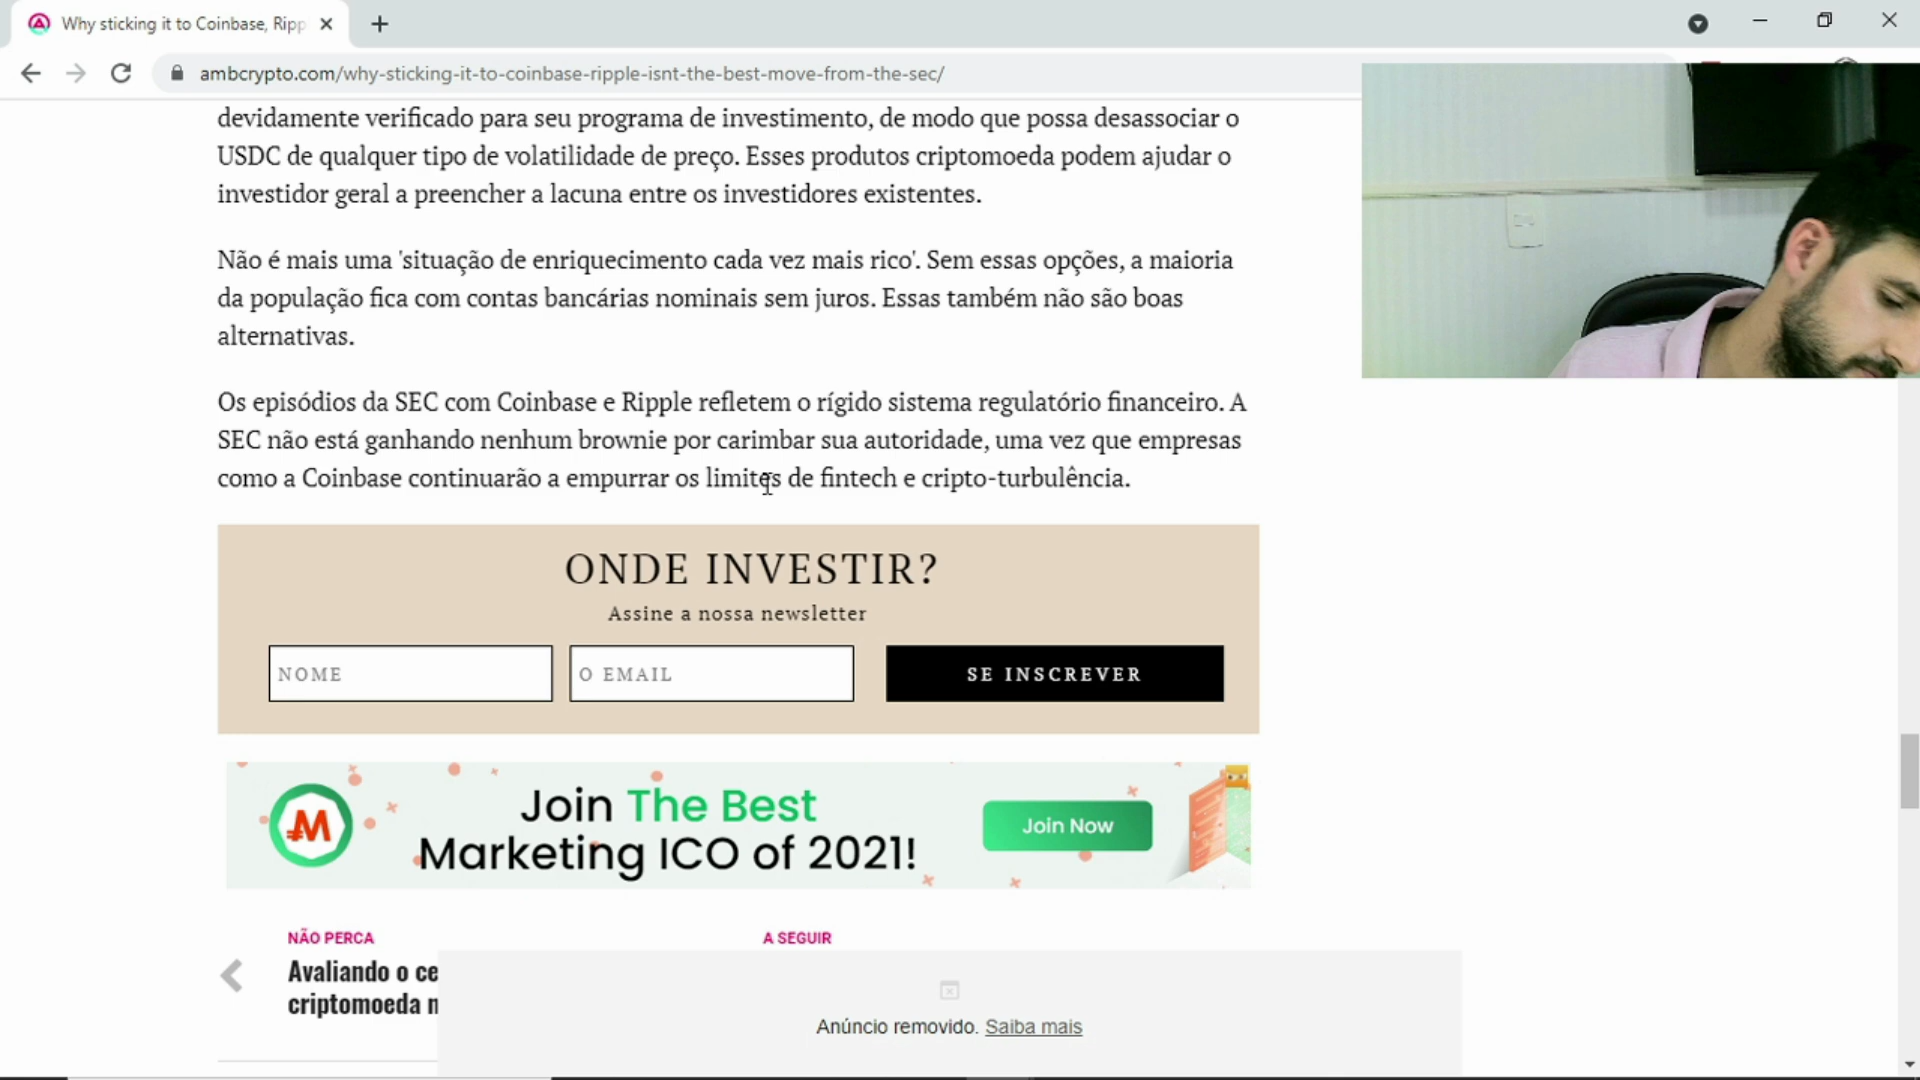 Why sticking it to Coinbase, Ripp
ambcrypto.com/why-sticking-it-to-coinbase-ripple-isnt-the-best-move-from-the-sec/
devidamente verificado para seu programa de investimento, de modo que possa desassociar o
USDC de qualquer tipo de volatilidade de preço. Esses produtos criptomoeda podem ajudar o
investidor geral a preencher a lacuna entre os investidores existentes.
Não é mais uma 'situação de enriquecimento cada vez mais rico'. Sem essas opções, a maioria
da população fica com contas bancárias nominais sem juros. Essas também não são boas
alternativas.
Os episódios da SEC com Coinbase e Ripple refletem o rígido sistema regulatório financeiro. A
SEC não está ganhando nenhum brownie por carimbar sua autoridade, uma vez que empresas
como a Coinbase continuarão a empurrar os limites de fintech e cripto-turbulência.
ONDE INVESTIR?
Assine a nossa newsletter
NOME
O EMAIL
SE INSCREVER
Join The Best
Marketing ICO of 2021!
Join Now
NÃO PERCA
A SEGUIR
Avaliando o ce
criptomoeda n
Anúncio removido. Saiba mais